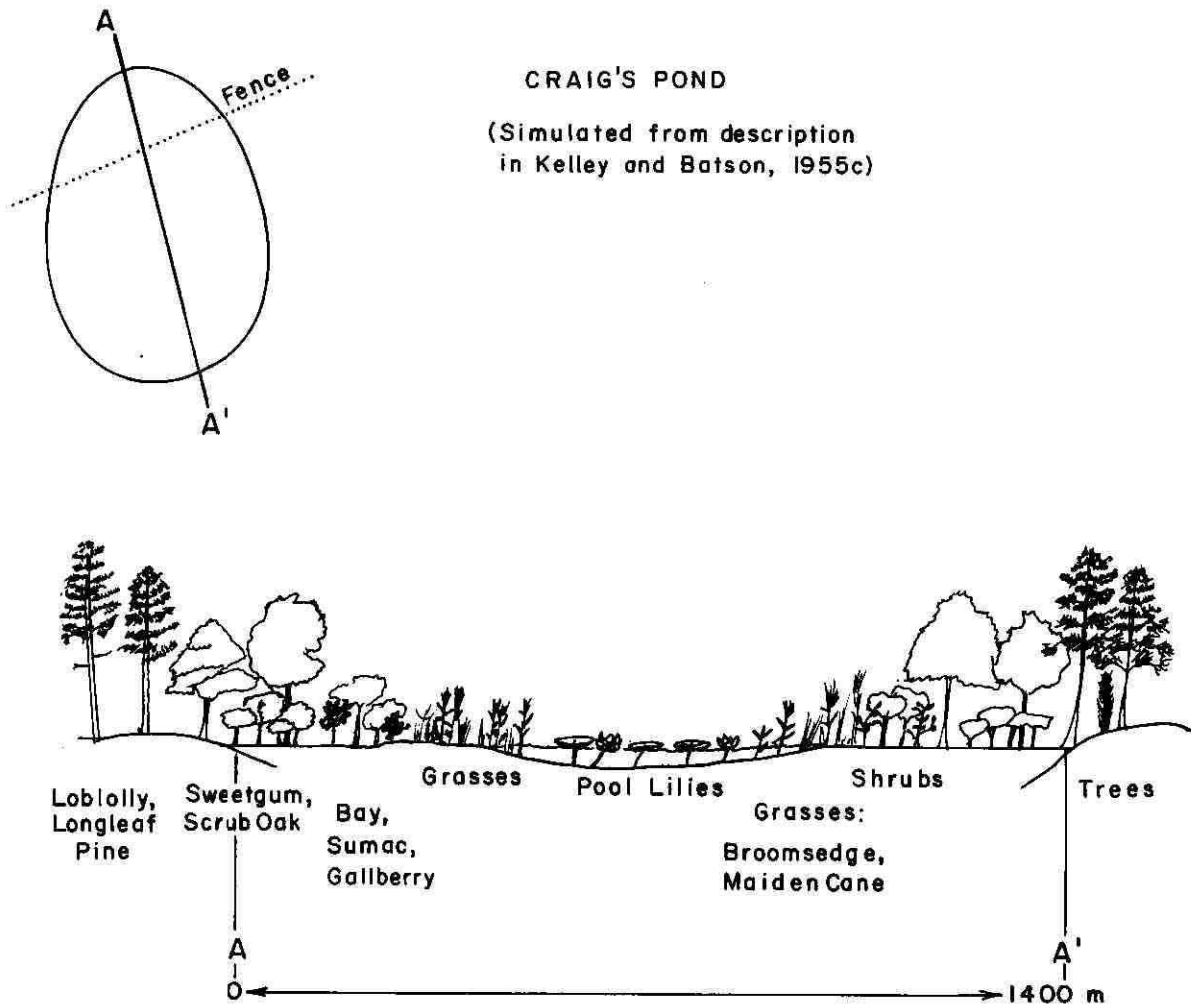 A
Fence
A'
CRAIG'S POND
(Simulated from description
in Kelley and Batson, 1955c)
Loblolly,
Longleaf
Pine
Sweetgum,
Scrub Oak
Bay,
Sumac,
Gallberry
Grasses
Pool Lilies
Grasses:
Broomsedge,
Maiden Cane
Shrubs
Trees
A
A'
0
1400 m